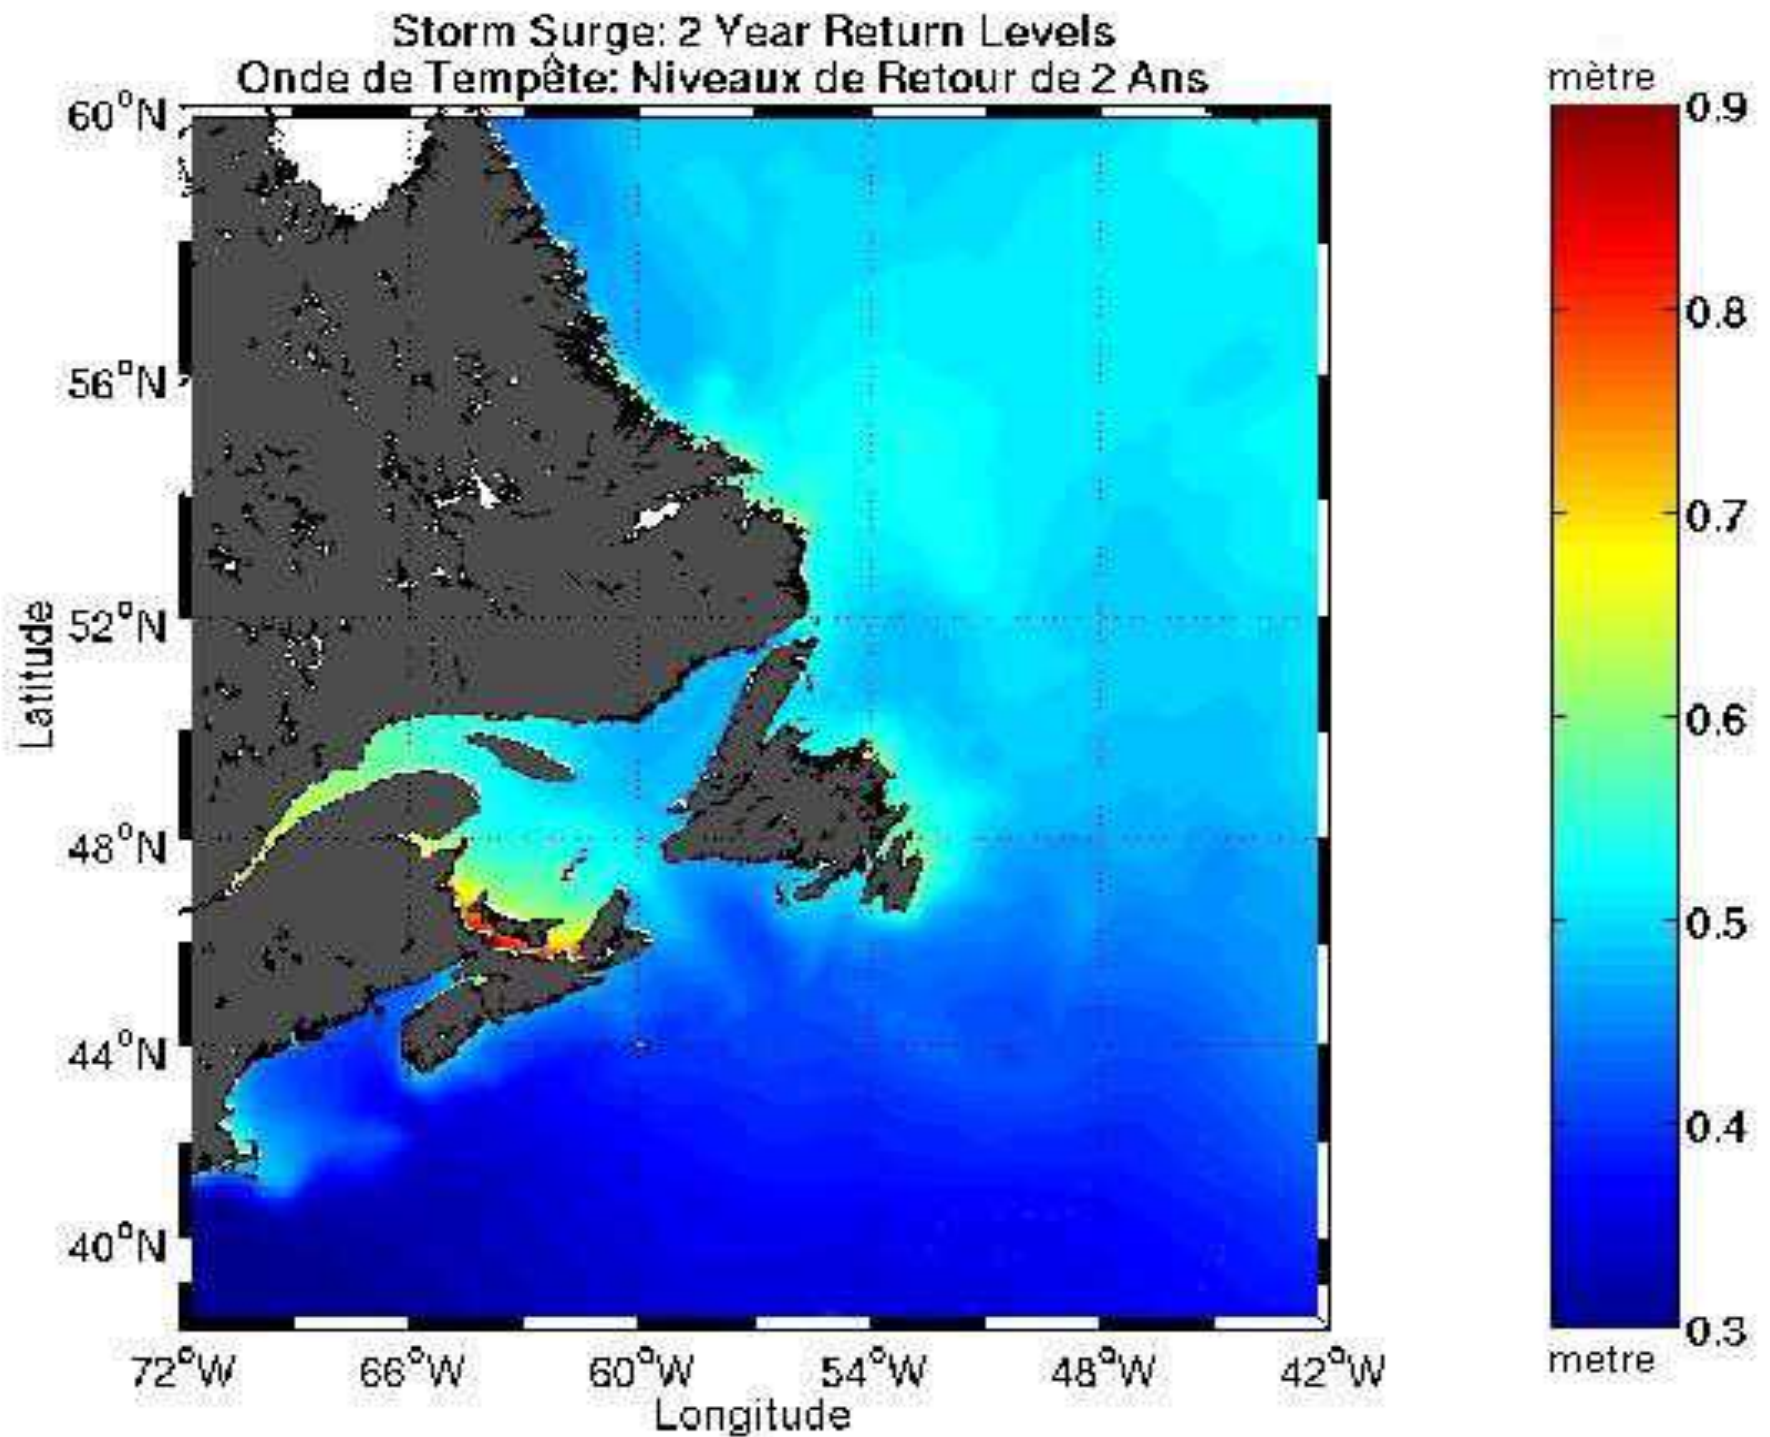 Storm Surge: 2 Year Return Levels
Onde de Tempête: Niveaux de Retour de 2 Ans
mètre
60°N
56°N
52°N
48°N
44°N
40°N
Latitude
72°W 66°W 60°W 54°W 48°W 42°W
Longitude
0.9
0.8
0.7
0.6
0.5
0.4
0.3
metre